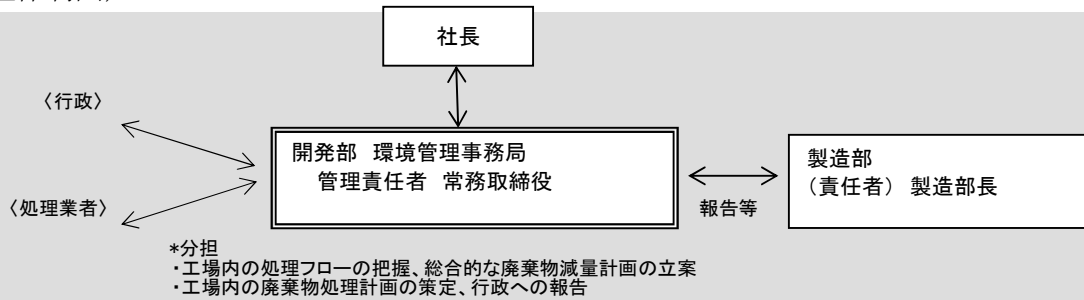 社長
〈行政〉
開発部 環境管理事務局
管理責任者 常務取締役
製造部
(責任者) 製造部長
〈処理業者〉
報告等
*分担
・工場内の処理フローの把握、総合的な廃棄物減量計画の立案
・工場内の廃棄物処理計画の策定、行政への報告